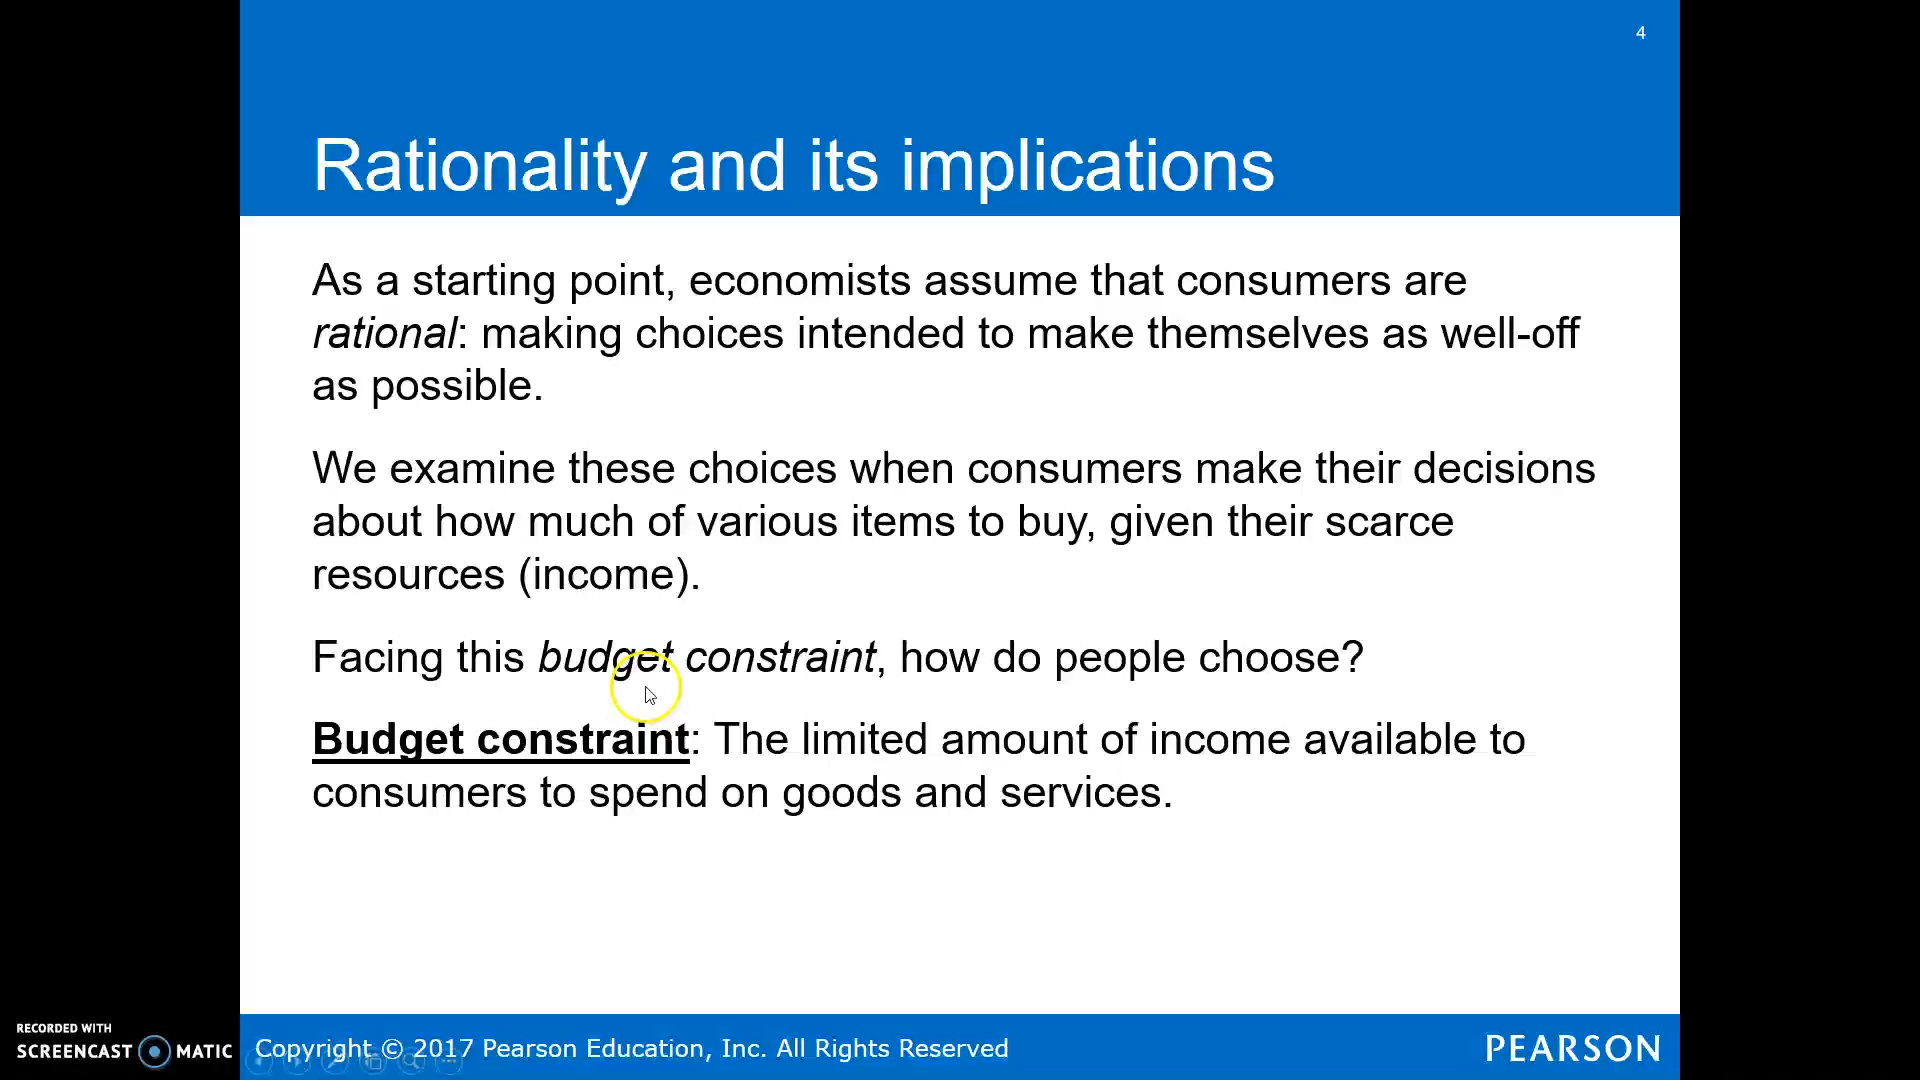 4
Rationality and its implications
As a starting point, economists assume that consumers are
rational: making choices intended to make themselves as well-off
as possible.
We examine these choices when consumers make their decisions
about how much of various items to buy, given their scarce
resources (income).
Facing this budget constraint, how do people choose?
Budget constraint: The limited amount of income available to
consumers to spend on goods and services.
RECORDED WITH
SCREENCAST MATIC
Copyright © 2017 Pearson Education, Inc. All Rights Reserved
PEARSON